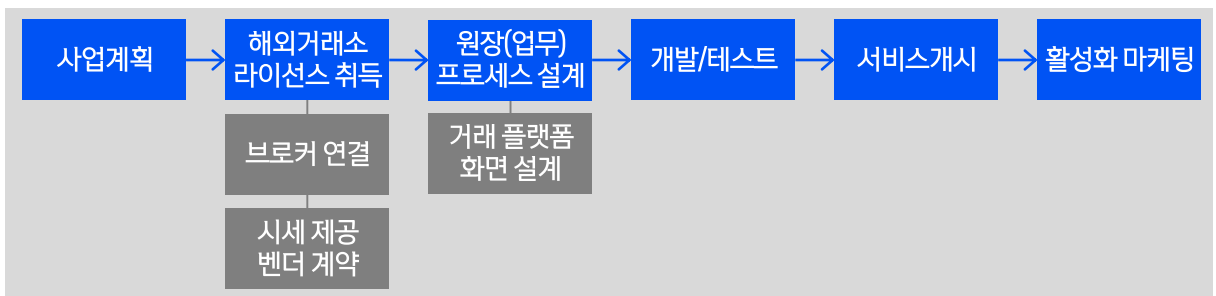 사업계획
해외거래소
라이선스 취득
브로커 연결
시세 제공
벤더 계약
원장(업무)
프로세스 설계
거래 플랫폼
화면 설계
개발/테스트
서비스개시
활성화 마케팅